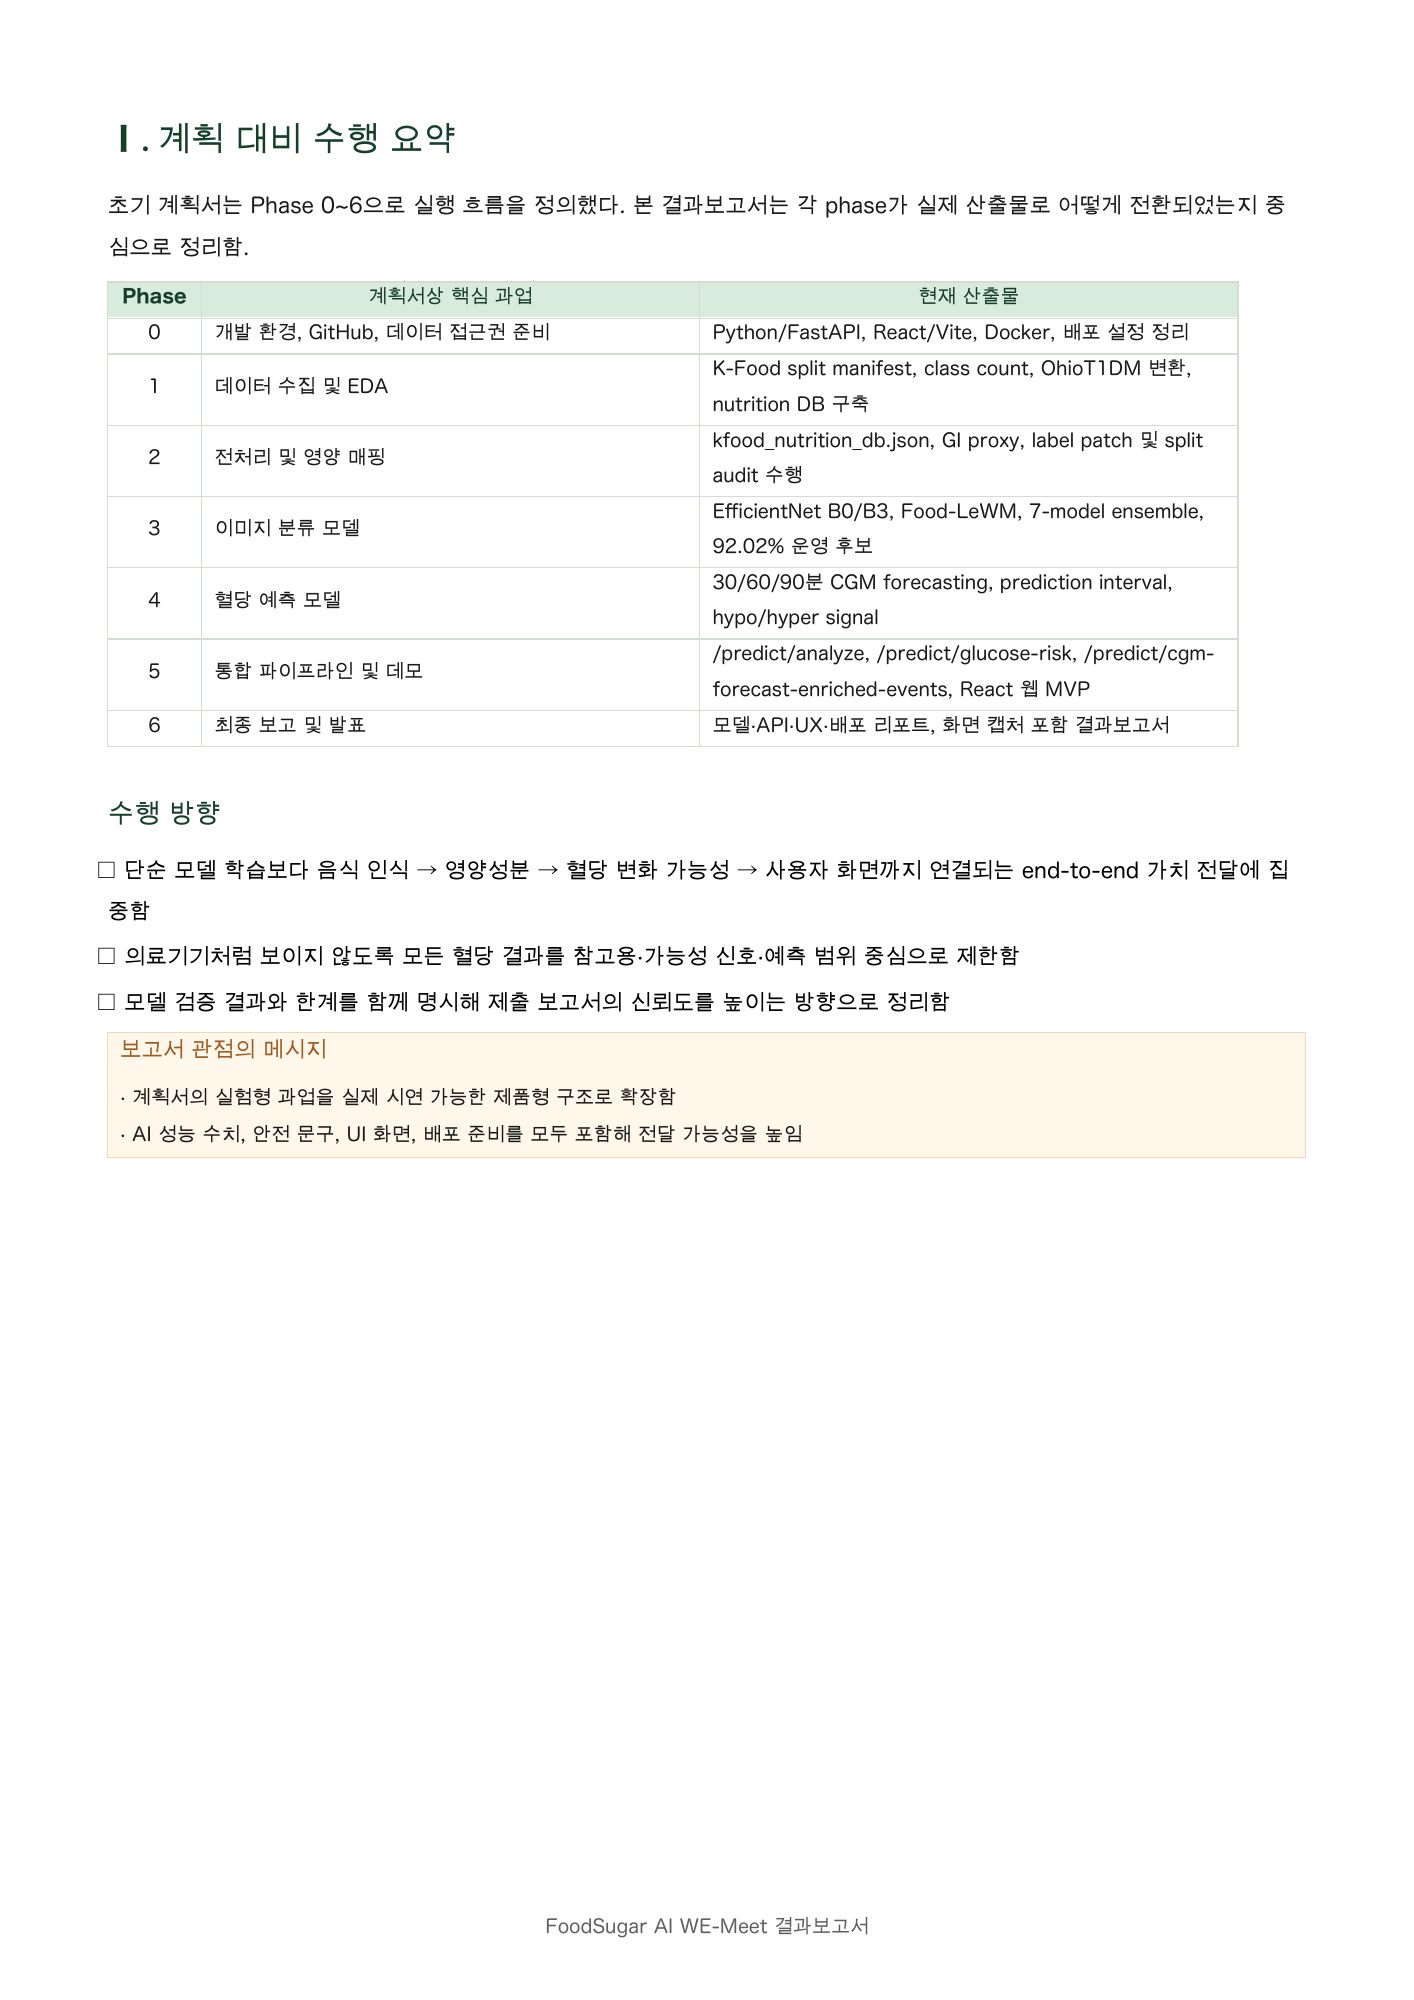 Ⅰ. 계획 대비 수행 요약
초기 계획서는 Phase 0~6으로 실행 흐름을 정의했다. 본 결과보고서는 각 phase가 실제 산출물로 어떻게 전환되었는지 중
심으로 정리함.
Phase 계획서상 핵심 과업 현재 산출물
0 개발 환경, GitHub, 데이터 접근권 준비 Python/FastAPI, React/Vite, Docker, 배포 설정 정리
1 데이터 수집 및 EDA K-Food split manifest, class count, OhioT1DM 변환,
nutrition DB 구축
2 전처리 및 영양 매핑 kfood_nutrition_db.json, GI proxy, label patch 및 split
audit 수행
3 이미지 분류 모델 EfficientNet B0/B3, Food-LeWM, 7-model ensemble,
92.02% 운영 후보
4 혈당 예측 모델 30/60/90분 CGM forecasting, prediction interval,
hypo/hyper signal
5 통합 파이프라인 및 데모 /predict/analyze, /predict/glucose-risk, /predict/cgm-
forecast-enriched-events, React 웹 MVP
6 최종 보고 및 발표 모델·API·UX·배포 리포트, 화면 캡처 포함 결과보고서
수행 방향
□ 단순 모델 학습보다 음식 인식 → 영양성분 → 혈당 변화 가능성 → 사용자 화면까지 연결되는 end-to-end 가치 전달에 집
중함
□ 의료기기처럼 보이지 않도록 모든 혈당 결과를 참고용·가능성 신호·예측 범위 중심으로 제한함
□ 모델 검증 결과와 한계를 함께 명시해 제출 보고서의 신뢰도를 높이는 방향으로 정리함
보고서 관점의 메시지
· 계획서의 실험형 과업을 실제 시연 가능한 제품형 구조로 확장함
· AI 성능 수치, 안전 문구, UI 화면, 배포 준비를 모두 포함해 전달 가능성을 높임
FoodSugar AI WE-Meet 결과보고서